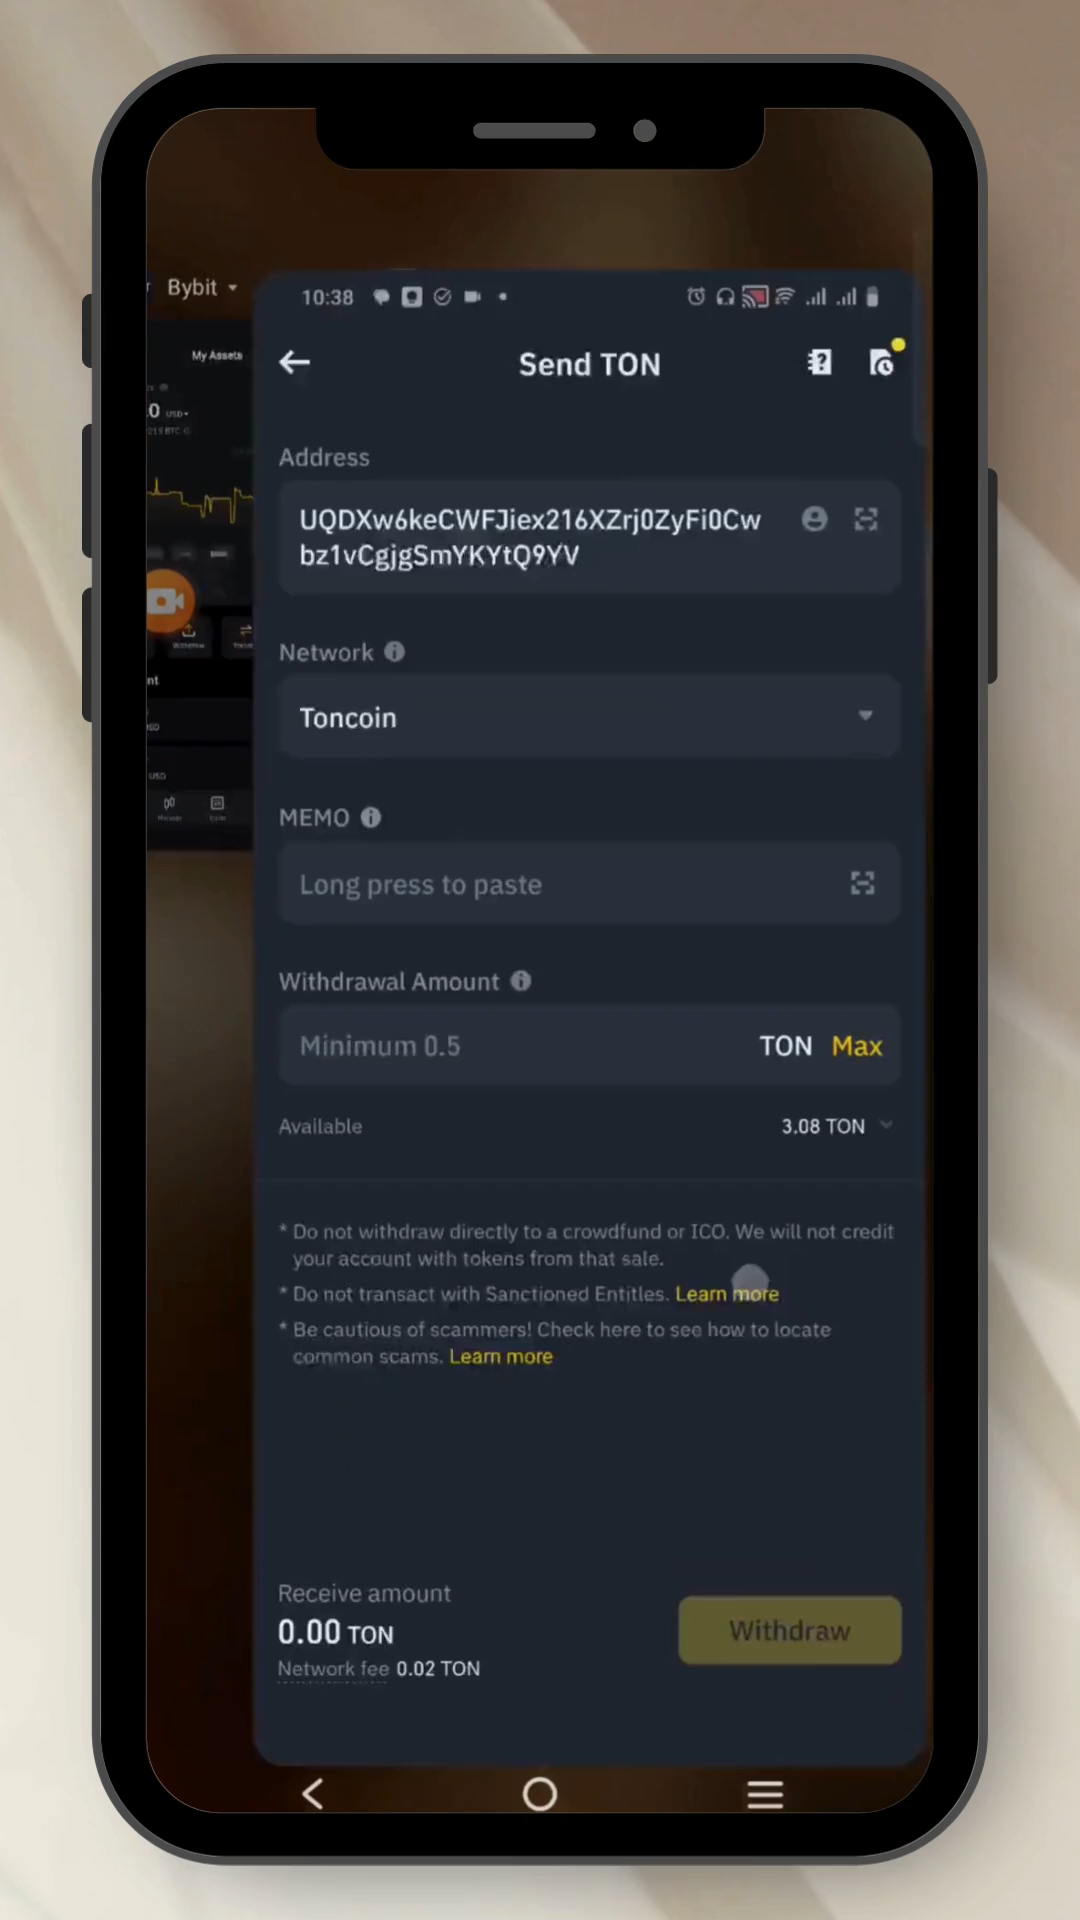 Bybit
My Assets
10:38
Send TON
Address
UQDXw6keCWFJiex216XZrj0ZyFi0Cw
bz1vCgjgSmYKYtQ9YV
Network
Toncoin
MEMO
Long press to paste
Withdrawal Amount
Minimum 0.5 TON Max
Available 3.08 TON
* Do not withdraw directly to a crowdfund or ICO. We will not credit
your account with tokens from that sale.
* Do not transact with Sanctioned Entitles. Learn more
* Be cautious of scammers! Check here to see how to locate
common scams. Learn more
Receive amount
0.00 TON
Network fee 0.02 TON
Withdraw